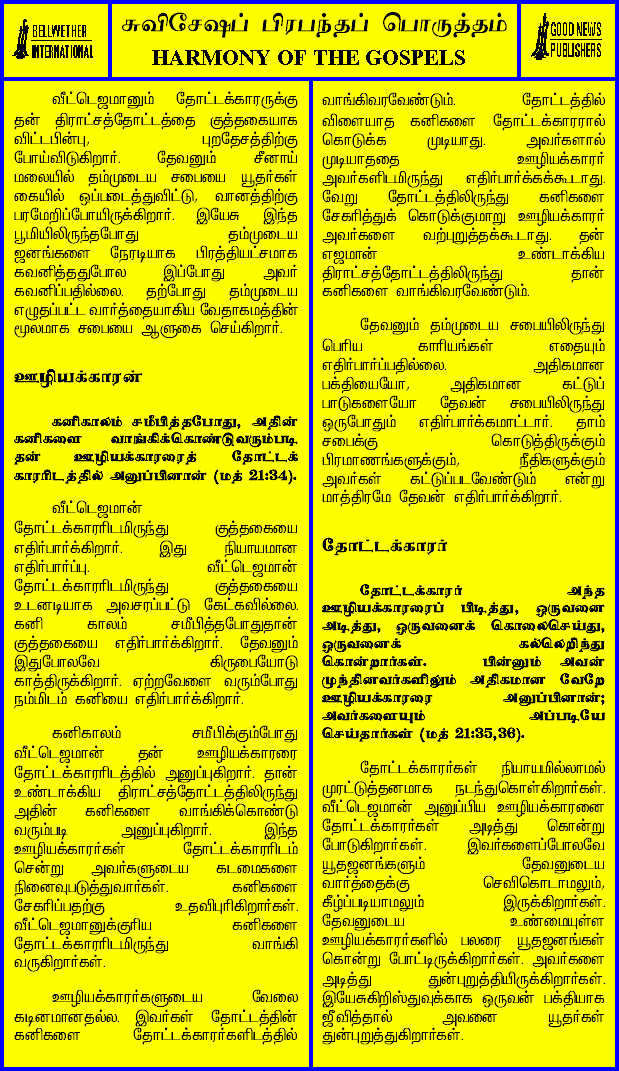 BELLWETHER
INTERNATIONAL
சுவிசேஷப் பிரபந்தப் பொருத்தம்
HARMONY OF THE GOSPELS
GOOD NEWS
PUBLISHERS
வீட்டெஜமானும் தோட்டக்காரருக்கு
தன் திராட்சத்தோட்டத்தை குத்தகையாக
விட்டபின்பு, புறதேசத்திற்கு
போய்விடுகிறார். தேவனும் சீனாய்
மலையில் தம்முடைய சபையை யூதர்கள்
கையில் ஒப்படைத்துவிட்டு, வானத்திற்கு
பரமேறிப்போயிருக்கிறார். இயேசு இந்த
பூமியிலிருந்தபோது தம்முடைய
ஜனங்களை நேரடியாக பிரத்தியட்சமாக
கவனித்ததுபோல இப்போது அவர்
கவனிப்பதில்லை. தற்போது தம்முடைய
எழுதப்பட்ட வார்த்தையாகிய வேதாகமத்தின்
மூலமாக சபையை ஆளுகை செய்கிறார்.
ஊழியக்காரன்
கனிகாலம் சமீபித்தபோது, அதின்
கனிகளை வாங்கிக்கொண்டுவரும்படி
தன் ஊழியக்காரரைத் தோட்டக்
காரரிடத்தில் அனுப்பினான் (மத் 21:34).
வீட்டெஜமான்
தோட்டக்காரரிடமிருந்து குத்தகையை
எதிர்பார்க்கிறார். இது நியாயமான
எதிர்பார்ப்பு. வீட்டெஜமான்
தோட்டக்காரரிடமிருந்து குத்தகையை
உடனடியாக அவசரப்பட்டு கேட்கவில்லை.
கனி காலம் சமீபித்தபோதுதான்
குத்தகையை எதிர்பார்க்கிறார். தேவனும்
இதுபோலவே கிருபையோடு
காத்திருக்கிறார். ஏற்றவேளை வரும்போது
நம்மிடம் கனியை எதிர்பார்க்கிறார்.
கனிகாலம் சமீபிக்கும்போது
வீட்டெஜமான் தன் ஊழியக்காரரை
தோட்டக்காரரிடத்தில் அனுப்புகிறார். தான்
உண்டாக்கிய திராட்சத்தோட்டத்திலிருந்து
அதின் கனிகளை வாங்கிக்கொண்டு
வரும்படி அனுப்புகிறார். இந்த
ஊழியக்காரர்கள் தோட்டக்காரரிடம்
சென்று அவர்களுடைய கடமைகளை
நினைவுபடுத்துவார்கள். கனிகளை
சேகரிப்பதற்கு உதவிபுரிகிறார்கள்.
வீட்டெஜமானுக்குரிய கனிகளை
தோட்டக்காரரிடமிருந்து வாங்கி
வருகிறார்கள்.
ஊழியக்காரர்களுடைய வேலை
கடினமானதல்ல. இவர்கள் தோட்டத்தின்
கனிகளை தோட்டக்காரர்களிடத்தில்
வாங்கிவரவேண்டும். தோட்டத்தில்
விளையாத கனிகளை தோட்டக்காரரால்
கொடுக்க முடியாது. அவர்களால்
முடியாததை ஊழியக்காரர்
அவர்களிடமிருந்து எதிர்பார்க்கக்கூடாது.
வேறு தோட்டத்திலிருந்து கனிகளை
சேகரித்துக் கொடுக்குமாறு ஊழியக்காரர்
அவர்களை வற்புறுத்தக்கூடாது. தன்
எஜமான் உண்டாக்கிய
திராட்சத்தோட்டத்திலிருந்து தான்
கனிகளை வாங்கிவரவேண்டும்.
தேவனும் தம்முடைய சபையிலிருந்து
பெரிய காரியங்கள் எதையும்
எதிர்பார்ப்பதில்லை. அதிகமான
பக்தியையோ, அதிகமான கட்டுப்
பாடுகளையோ தேவன் சபையிலிருந்து
ஒருபோதும் எதிர்பார்க்கமாட்டார். தாம்
சபைக்கு கொடுத்திருக்கும்
பிரமாணங்களுக்கும், நீதிகளுக்கும்
அவர்கள் கட்டுப்படவேண்டும் என்று
மாத்திரமே தேவன் எதிர்பார்க்கிறார்.
தோட்டக்காரர்
தோட்டக்காரர் அந்த
ஊழியக்காரரைப் பிடித்து, ஒருவனை
அடித்து, ஒருவனைக் கொலைசெய்து,
ஒருவனைக் கல்லெறிந்து
கொன்றார்கள். பின்னும் அவன்
முந்தினவர்களிலும் அதிகமான வேறே
ஊழியக்காரரை அனுப்பினான்;
அவர்களையும் அப்படியே
செய்தார்கள் (மத் 21:35,36).
தோட்டக்காரர்கள் நியாயமில்லாமல்
முரட்டுத்தனமாக நடந்துகொள்கிறார்கள்.
வீட்டெஜமான் அனுப்பிய ஊழியக்காரனை
தோட்டக்காரர்கள் அடித்து கொன்று
போடுகிறார்கள். இவர்களைப்போலவே
யூதஜனங்களும் தேவனுடைய
வார்த்தைக்கு செவிகொடாமலும்,
கீழ்ப்படியாமலும் இருக்கிறார்கள்.
தேவனுடைய உண்மையுள்ள
ஊழியக்காரர்களில் பலரை யூதஜனங்கள்
கொன்று போட்டிருக்கிறார்கள். அவர்களை
அடித்து துன்புறுத்தியிருக்கிறார்கள்.
இயேசுகிறிஸ்துவுக்காக ஒருவன் பக்தியாக
ஜீவித்தால் அவனை யூதர்கள்
துன்புறுத்துகிறார்கள்.